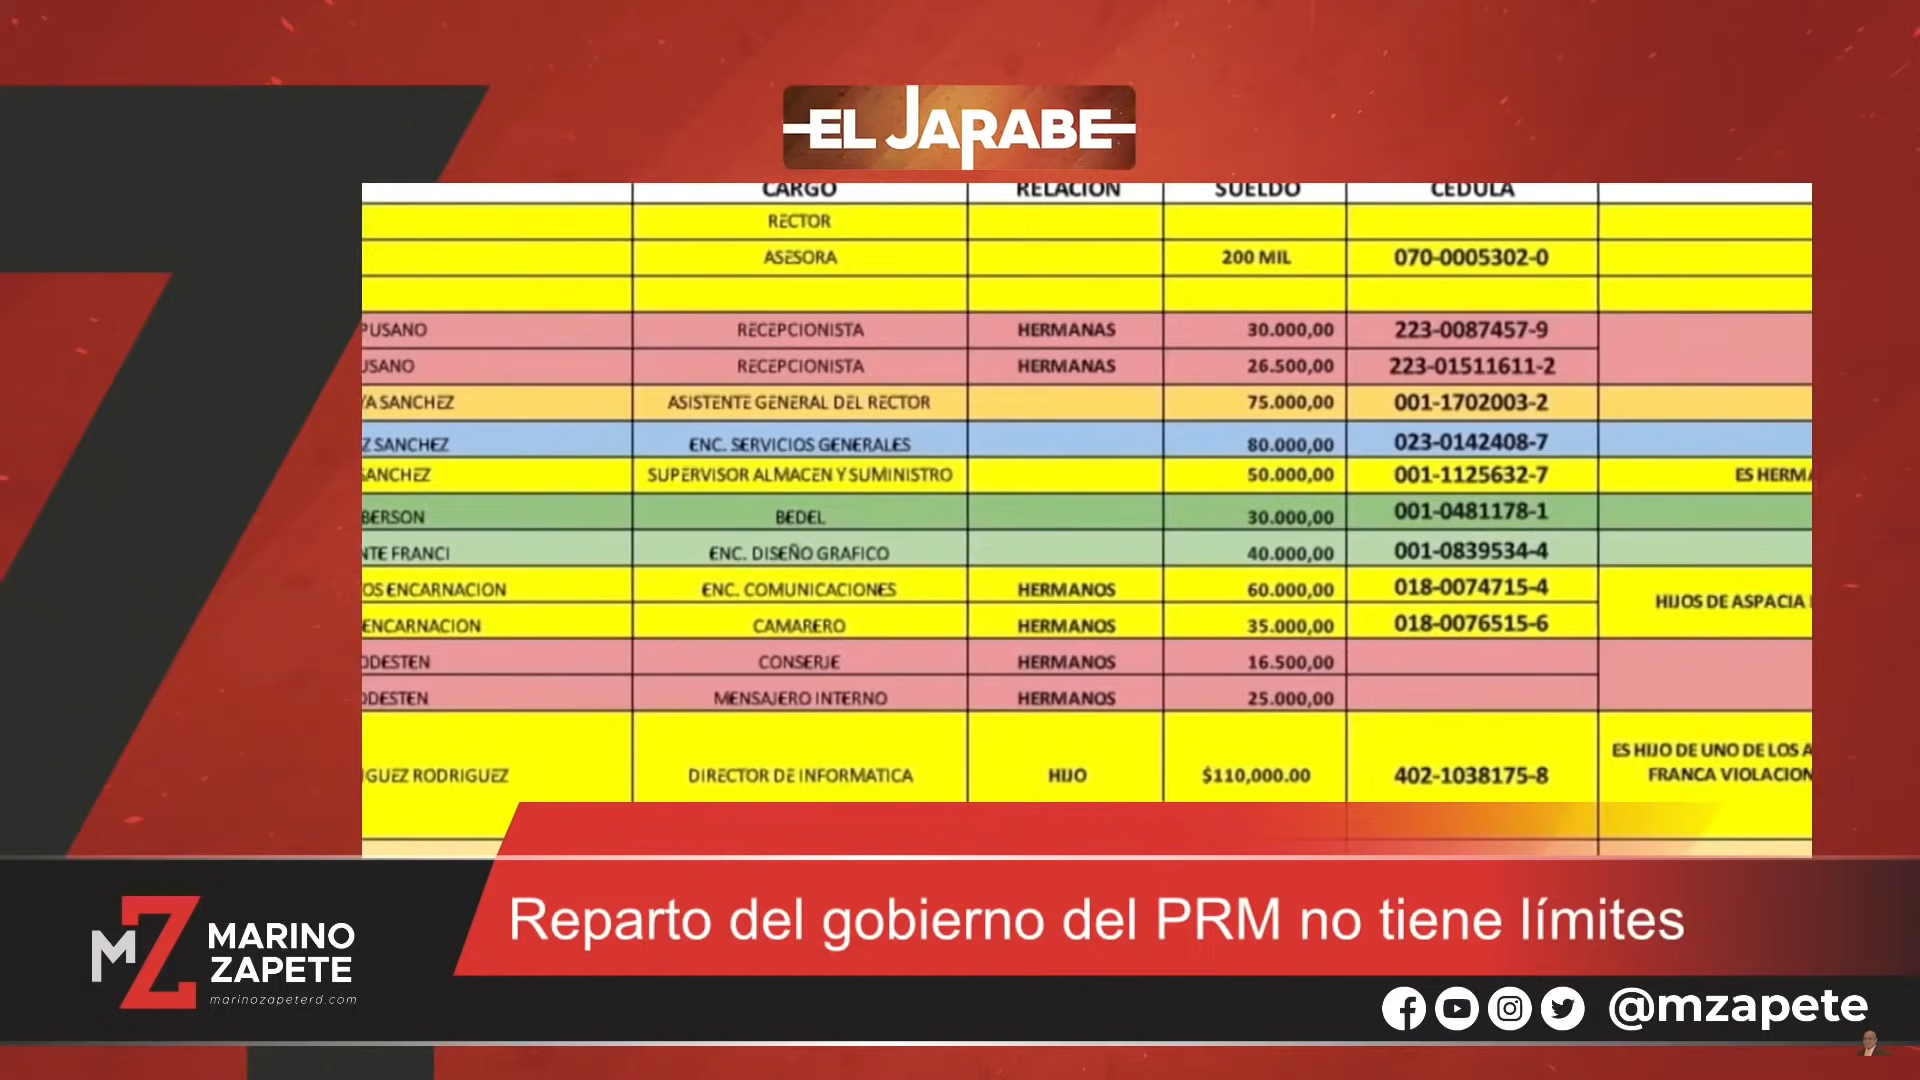 EL JARABE
CARGO RELACION SUELDO CEDULA
RECTOR
ASESORA 200 MIL 070-0005302-0
PUSANO RECEPCIONISTA HERMANAS 30.000,00 223-0087457-9
USANO RECEPCIONISTA HERMANAS 26.500,00 223-01511611-2
YA SANCHEZ ASISTENTE GENERAL DEL RECTOR 75.000,00 001-1702003-2
Z SANCHEZ ENC. SERVICIOS GENERALES 80.000,00 023-0142408-7
SANCHEZ SUPERVISOR ALMACEN Y SUMINISTRO 50.000,00 001-1125632-7 ES HERMA
BERSON BEDEL 30.000,00 001-0481178-1
NTE FRANCI ENC. DISEÑO GRAFICO 40.000,00 001-0839534-4
OS ENCARNACION ENC. COMUNICACIONES HERMANOS 60.000,00 018-0074715-4
HIJOS DE ASPACIA
ENCARNACION CAMARERO HERMANOS 35.000,00 018-0076515-6
ODESTEN CONSERJE HERMANOS 16.500,00
ODESTEN MENSAJERO INTERNO HERMANOS 25.000,00
ES HIJO DE UNO DE LOS A
IGUEZ RODRIGUEZ DIRECTOR DE INFORMATICA HIJO $110,000.00 402-1038175-8 FRANCA VIOLACION
Reparto del gobierno del PRM no tiene límites
MZ MARINO
ZAPETE
marinozapeterd.com
@mzapete